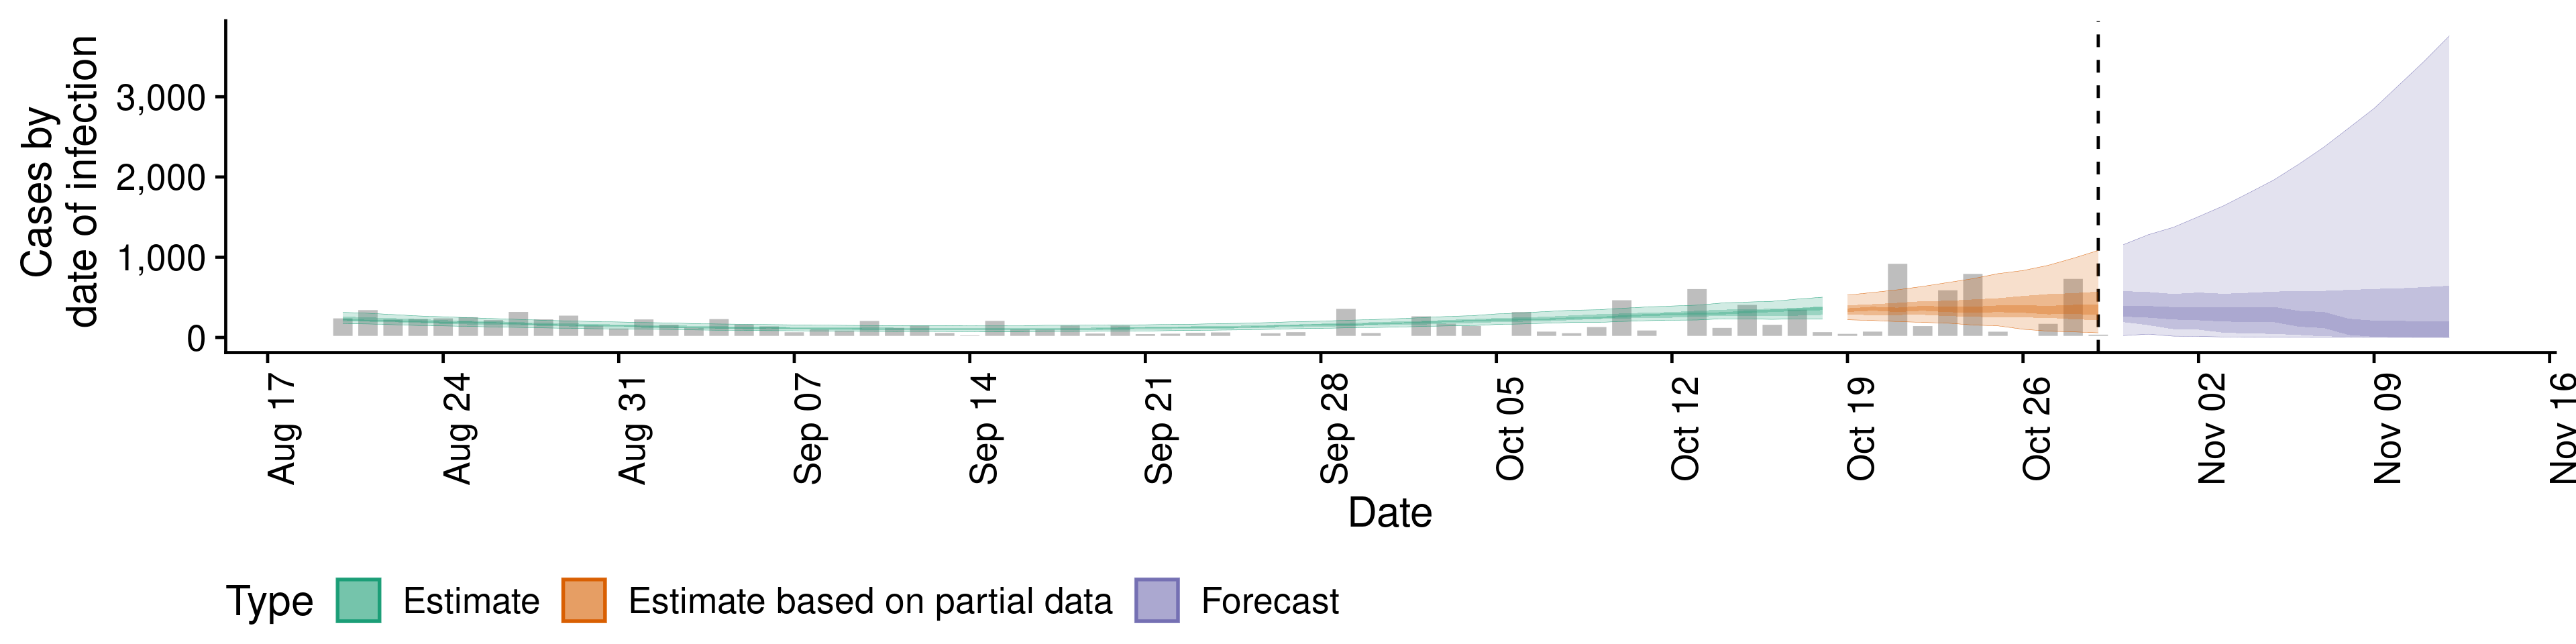 Cases by
date of infection
3,000
2,000
1,000
0
Aug 17
Aug 24
Aug 31
Sep 07
Sep 14
Sep 21
Sep 28
Oct 05
Oct 12
Oct 19
Oct 26
Nov 02
Nov 09
Nov 16
Date
Type
Estimate
Estimate based on partial data
Forecast